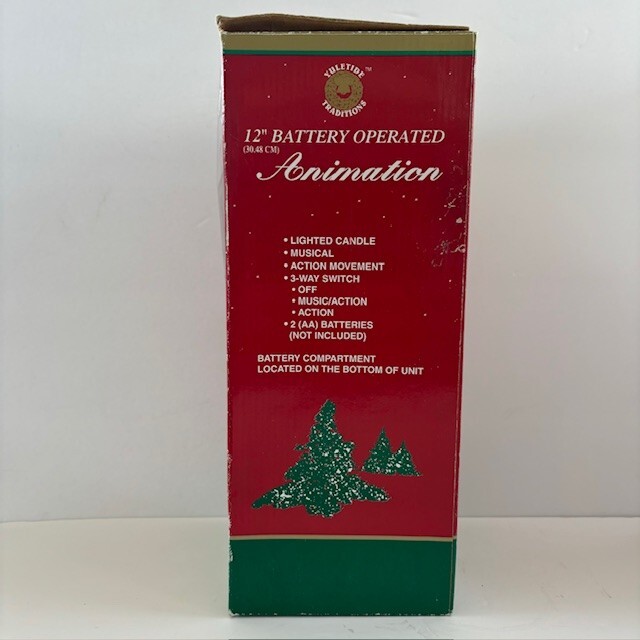 YULETIDE ™
TRADITIONS
12" BATTERY OPERATED
(30.48 CM)
Animation
• LIGHTED CANDLE
• MUSICAL
• ACTION MOVEMENT
• 3-WAY SWITCH
• OFF
• MUSIC/ACTION
• ACTION
• 2 (AA) BATTERIES
(NOT INCLUDED)
BATTERY COMPARTMENT
LOCATED ON THE BOTTOM OF UNIT